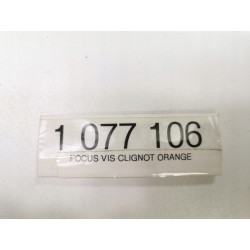 1 077 106
FOCUS VIS CLIGNOT ORANGE